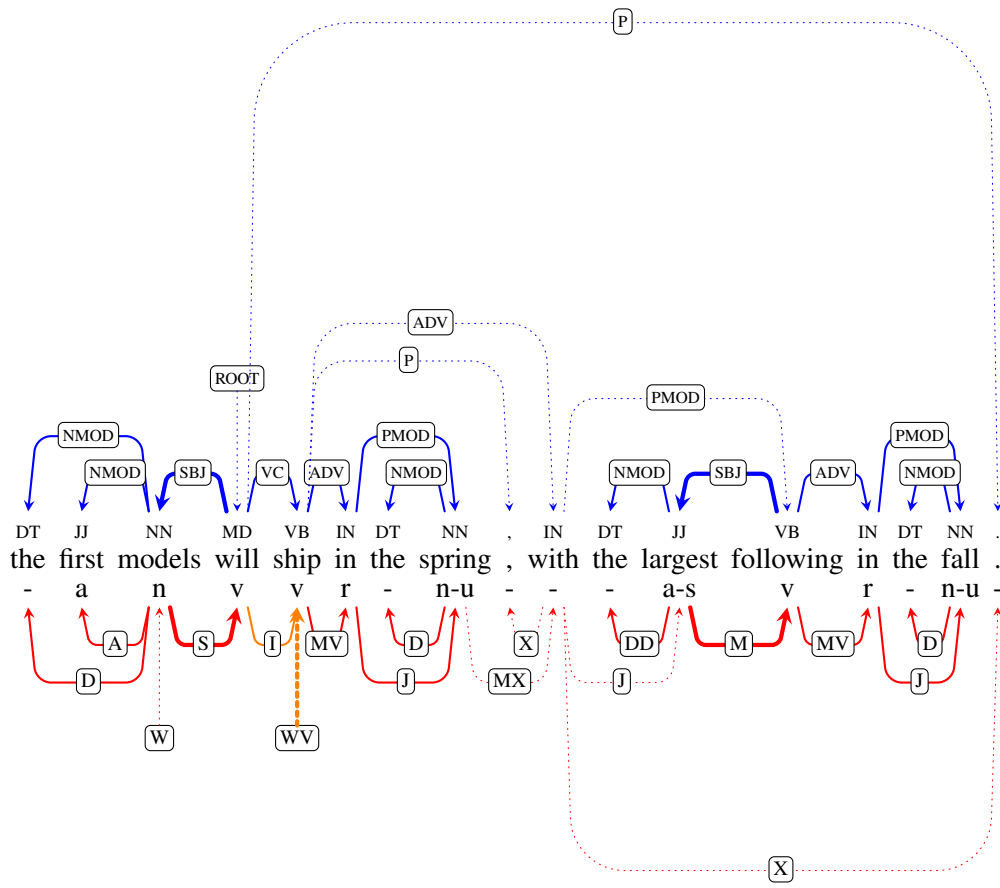 P
ADV
P
ROOT
PMOD
NMOD PMOD PMOD
NMOD SBJ VC ADV NMOD NMOD SBJ ADV NMOD
DT JJ NN MD VB IN DT NN , IN DT JJ VB IN DT NN .
the first models will ship in the spring , with the largest following in the fall .
- a n v v r - n-u - - - a-s v r - n-u -
A S I MV D X DD M MV D
D J MX J J
W WV
X